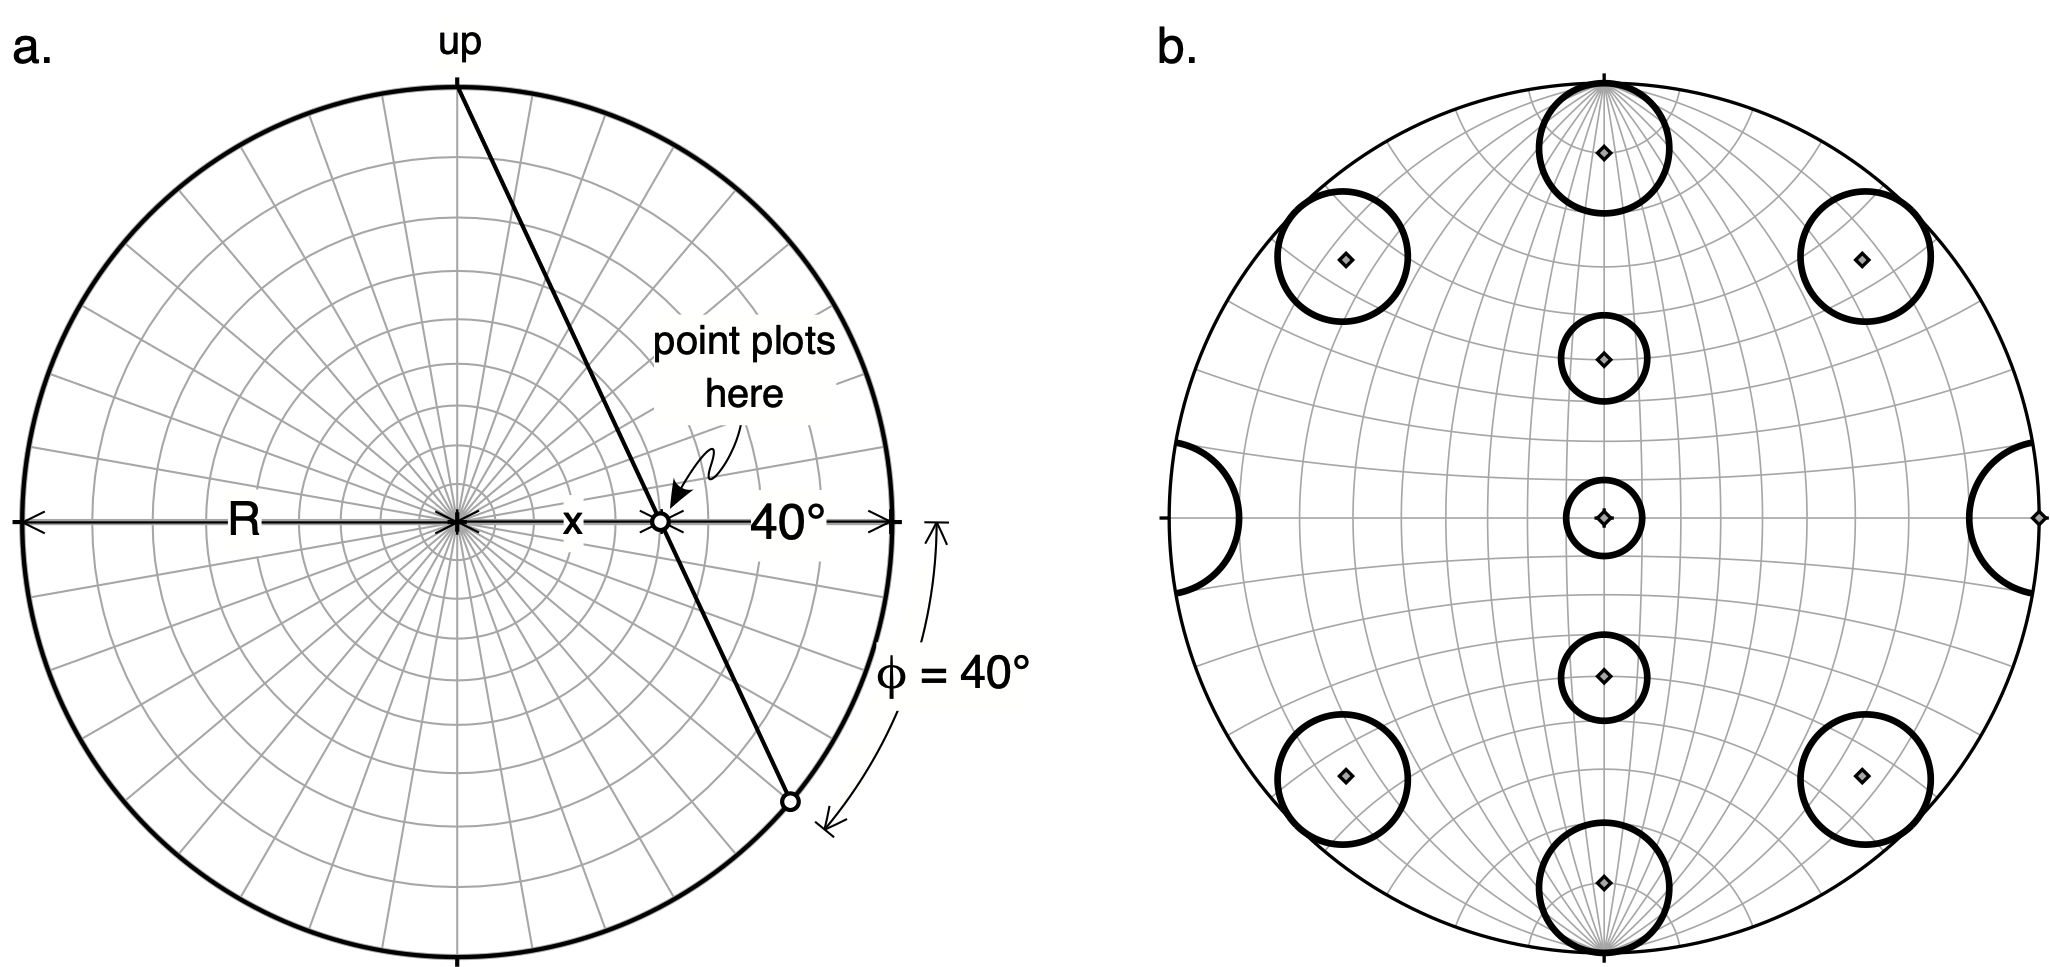 a.
up
b.
point plots
here
R
x
40°
ϕ = 40°